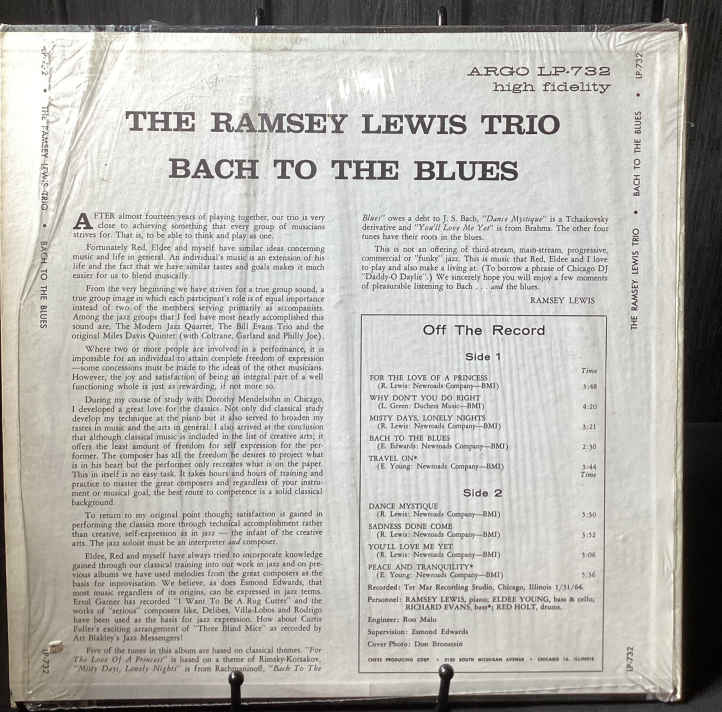 ARGO LP-732
high fidelity
THE RAMSEY LEWIS TRIO
BACH TO THE BLUES
AFTER almost fourteen years of playing together, our trio is very
close to achieving something that every group of musicians
strives for. That is, to be able to think and play as one.
Fortunately Red, Eldee and myself have similar ideas concerning
music and life in general. An individual's music is an extension of his
life and the fact that we have similar tastes and goals makes it much
easier for us to blend musically.
From the very beginning we have striven for a true group sound, a
true group image in which each participant's role is of equal importance
instead of two of the members serving primarily as accompanists.
Among the jazz groups that I feel have most nearly accomplished this
sound are, The Modern Jazz Quartet, The Bill Evans Trio and the
original Miles Davis Quintet (with Coltrane, Garland and Philly Joe).
Where two or more people are involved in a performance, it is
impossible for an individual to attain complete freedom of expression
—some concessions must be made to the ideas of the other musicians.
However, the joy and satisfaction of being an integral part of a well
functioning whole is just as rewarding, if not more so.
During my course of study with Dorothy Mendelsohn in Chicago,
I developed a great love for the classics. Not only did classical study
develop my technique at the piano but it also served to broaden my
tastes in music and the arts in general. I also arrived at the conclusion
that although classical music is included in the list of creative arts; it
offers the least amount of freedom for self expression for the per-
former. The composer has all the freedom he desires to project what
is in his heart but the performer only recreates what is on the paper.
This in itself is no easy task. It takes hours and hours of training and
practice to master the great composers and regardless of your instru-
ment or musical goal, the best route to competence is a solid classical
background.
To return to my original point though; satisfaction is gained in
performing the classics more through technical accomplishment rather
than creative, self-expression as in jazz — the infant of the creative
arts. The jazz soloist must be an interpreter and composer.
Eldee, Red and myself have always tried to incorporate knowledge
gained through our classical training into our work in jazz and on pre-
vious albums we have used melodies from the great composers as the
basis for improvisation. We believe, as does Esmond Edwards, that
most music regardless of its origins, can be expressed in jazz terms.
Erroll Garner has recorded "I Want To Be A Rug Cutter" and the
works of "serious" composers like, Delibes, Villa-Lobos and Rodrigo
have been used as the basis for jazz expression. How about Curtis
Fuller's exciting arrangement of "Three Blind Mice" as recorded by
Art Blakley's Jazz Messengers!
Five of the tunes in this album are based on classical themes. "For
The Love Of A Princess" is based on a theme of Rimsky-Korsakov,
"Misty Days, Lonely Nights" is from Rachmaninoff, "Bach To The
Blues" owes a debt to J. S. Bach, "Dance Mystique" is a Tchaikovsky
derivative and "You'll Love Me Yet" is from Brahms. The other four
tunes have their roots in the blues.
This is not an offering of third-stream, main-stream, progressive,
commercial or "funky" jazz. This is music that Red, Eldee and I love
to play and also make a living at. (To borrow a phrase of Chicago DJ
"Daddy-O Daylie".) We sincerely hope you will enjoy a few moments
of pleasurable listening to Bach . . . and the blues.
RAMSEY LEWIS
Off The Record
Side 1
Time
FOR THE LOVE OF A PRINCESS
(R. Lewis: Newroads Company—BMI) 3:48
WHY DON'T YOU DO RIGHT
(L. Green: Duchess Music—BMI) 4:20
MISTY DAYS, LONELY NIGHTS
(R. Lewis: Newroads Company—BMI) 3:21
BACH TO THE BLUES
(E. Edwards: Newroads Company—BMI) 2:30
TRAVEL ON*
(E. Young: Newroads Company—BMI) 3:44
Time
Side 2
DANCE MYSTIQUE
(R. Lewis: Newroads Company—BMI) 5:30
SADNESS DONE COME
(R. Lewis: Newroads Company—BMI) 5:32
YOU'LL LOVE ME YET
(R. Lewis: Newroads Company—BMI) 3:06
PEACE AND TRANQUILITY*
(E. Young: Newroads Company—BMI) 5:36
Recorded: Ter Mar Recording Studio, Chicago, Illinois 1/31/64.
Personnel: RAMSEY LEWIS, piano; ELDEE YOUNG, bass & cello;
RICHARD EVANS, bass*; RED HOLT, drums.
Engineer: Ron Malo
Supervision: Esmond Edwards
Cover Photo: Don Bronstein
CHESS PRODUCING CORP. • 2120 SOUTH MICHIGAN AVENUE • CHICAGO 16, ILLINOIS
LP-732 • THE RAMSEY LEWIS TRIO • BACH TO THE BLUES
LP-732
LP-732 • BACH TO THE BLUES • THE RAMSEY LEWIS TRIO
LP-732